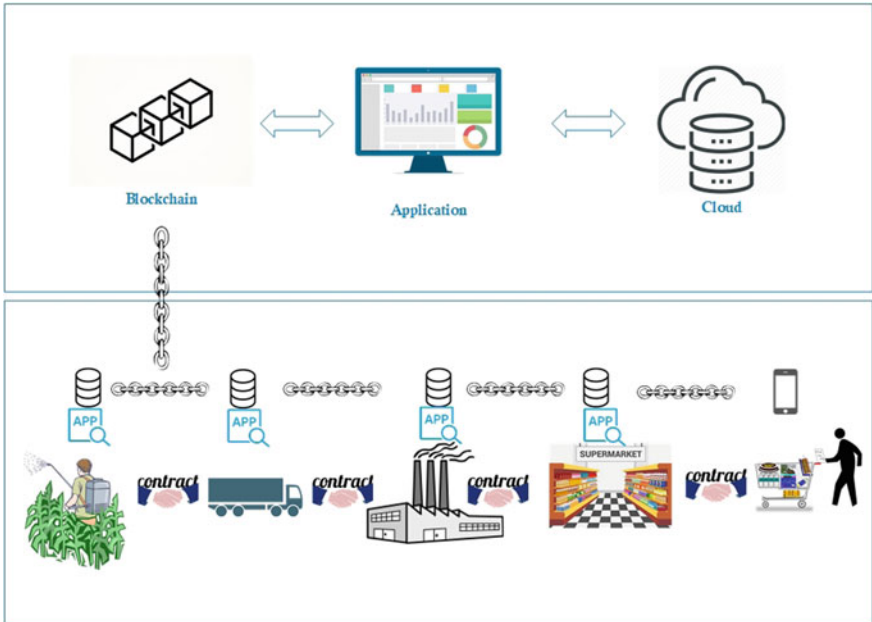 Blockchain
Application
Cloud
APP
APP
APP
APP
contract
contract
contract
SUPERMARKET
contract